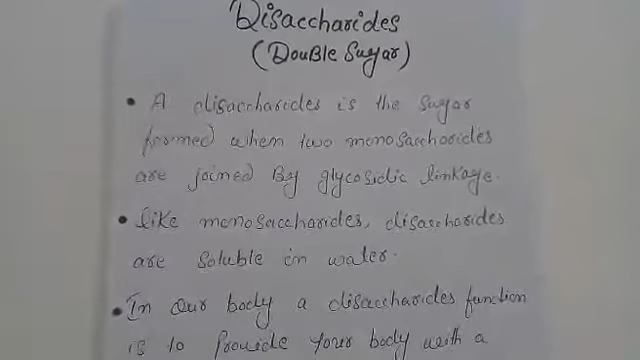 Disaccharides
(Double Sugar)
• A disaccharides is the sugar
formed when two monosaccharides
are joined By glycosidic linkage.
• like monosaccharides, disaccharides
are soluble in water.
• In our body a disaccharides function
is to Provide your body with a